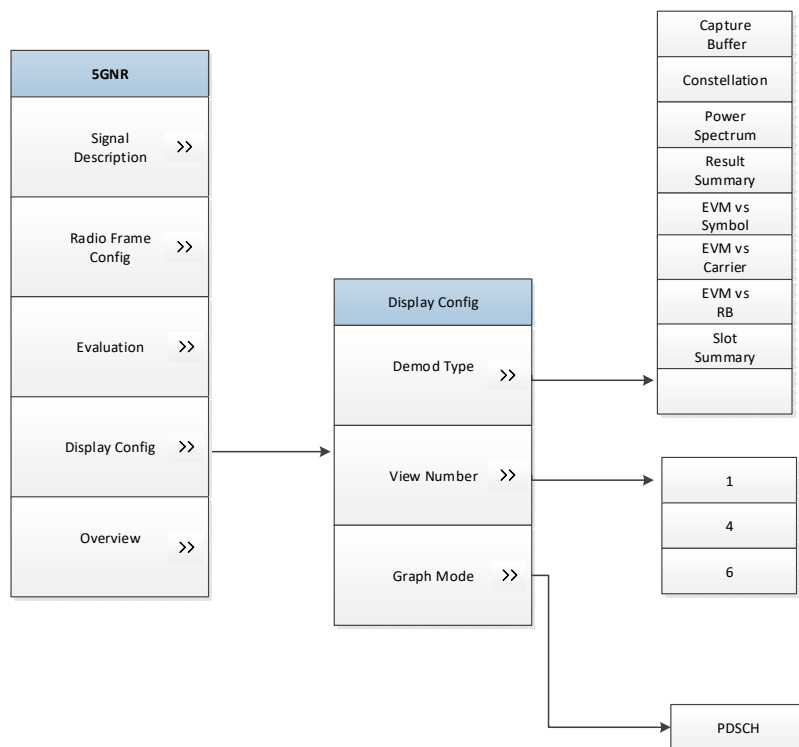 5GNR
Signal
Description
>>
Radio Frame
Config
>>
Evaluation
>>
Display Config
>>
Overview
>>
Display Config
Demod Type
>>
View Number
>>
Graph Mode
>>
Capture
Buffer
Constellation
Power
Spectrum
Result
Summary
EVM vs
Symbol
EVM vs
Carrier
EVM vs
RB
Slot
Summary
1
4
6
PDSCH